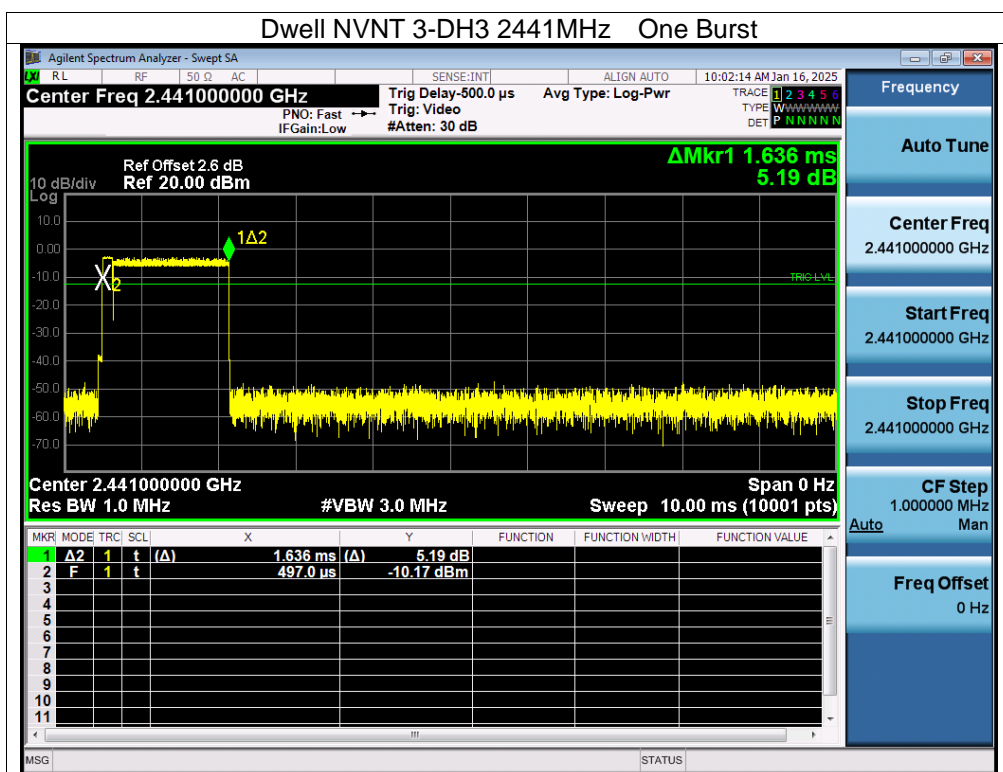 Dwell NVNT 3-DH3 2441MHz One Burst
Agilent Spectrum Analyzer - Swept SA
LXI RL RF 50 Ω AC SENSE:INT ALIGN AUTO 10:02:14 AM Jan 16, 2025
Center Freq 2.441000000 GHz Trig Delay-500.0 µs Avg Type: Log-Pwr TRACE 1 2 3 4 5 6
PNO: Fast Trig: Video TYPE WWWWWWW
IFGain:Low #Atten: 30 dB DET P N N N N N
ΔMkr1 1.636 ms
5.19 dB
Ref Offset 2.6 dB
10 dB/div Ref 20.00 dBm
Log
10.0
0.00
-10.0
-20.0
-30.0
-40.0
-50.0
-60.0
-70.0
1Δ2
2
TRIG LVL
Center 2.441000000 GHz Span 0 Hz
Res BW 1.0 MHz #VBW 3.0 MHz Sweep 10.00 ms (10001 pts)
MKR MODE TRC SCL X Y FUNCTION FUNCTION WIDTH FUNCTION VALUE
1 Δ2 1 t (Δ) 1.636 ms (Δ) 5.19 dB
2 F 1 t 497.0 µs -10.17 dBm
3
4
5
6
7
8
9
10
11
MSG STATUS
Frequency
Auto Tune
Center Freq
2.441000000 GHz
Start Freq
2.441000000 GHz
Stop Freq
2.441000000 GHz
CF Step
1.000000 MHz
Auto Man
Freq Offset
0 Hz